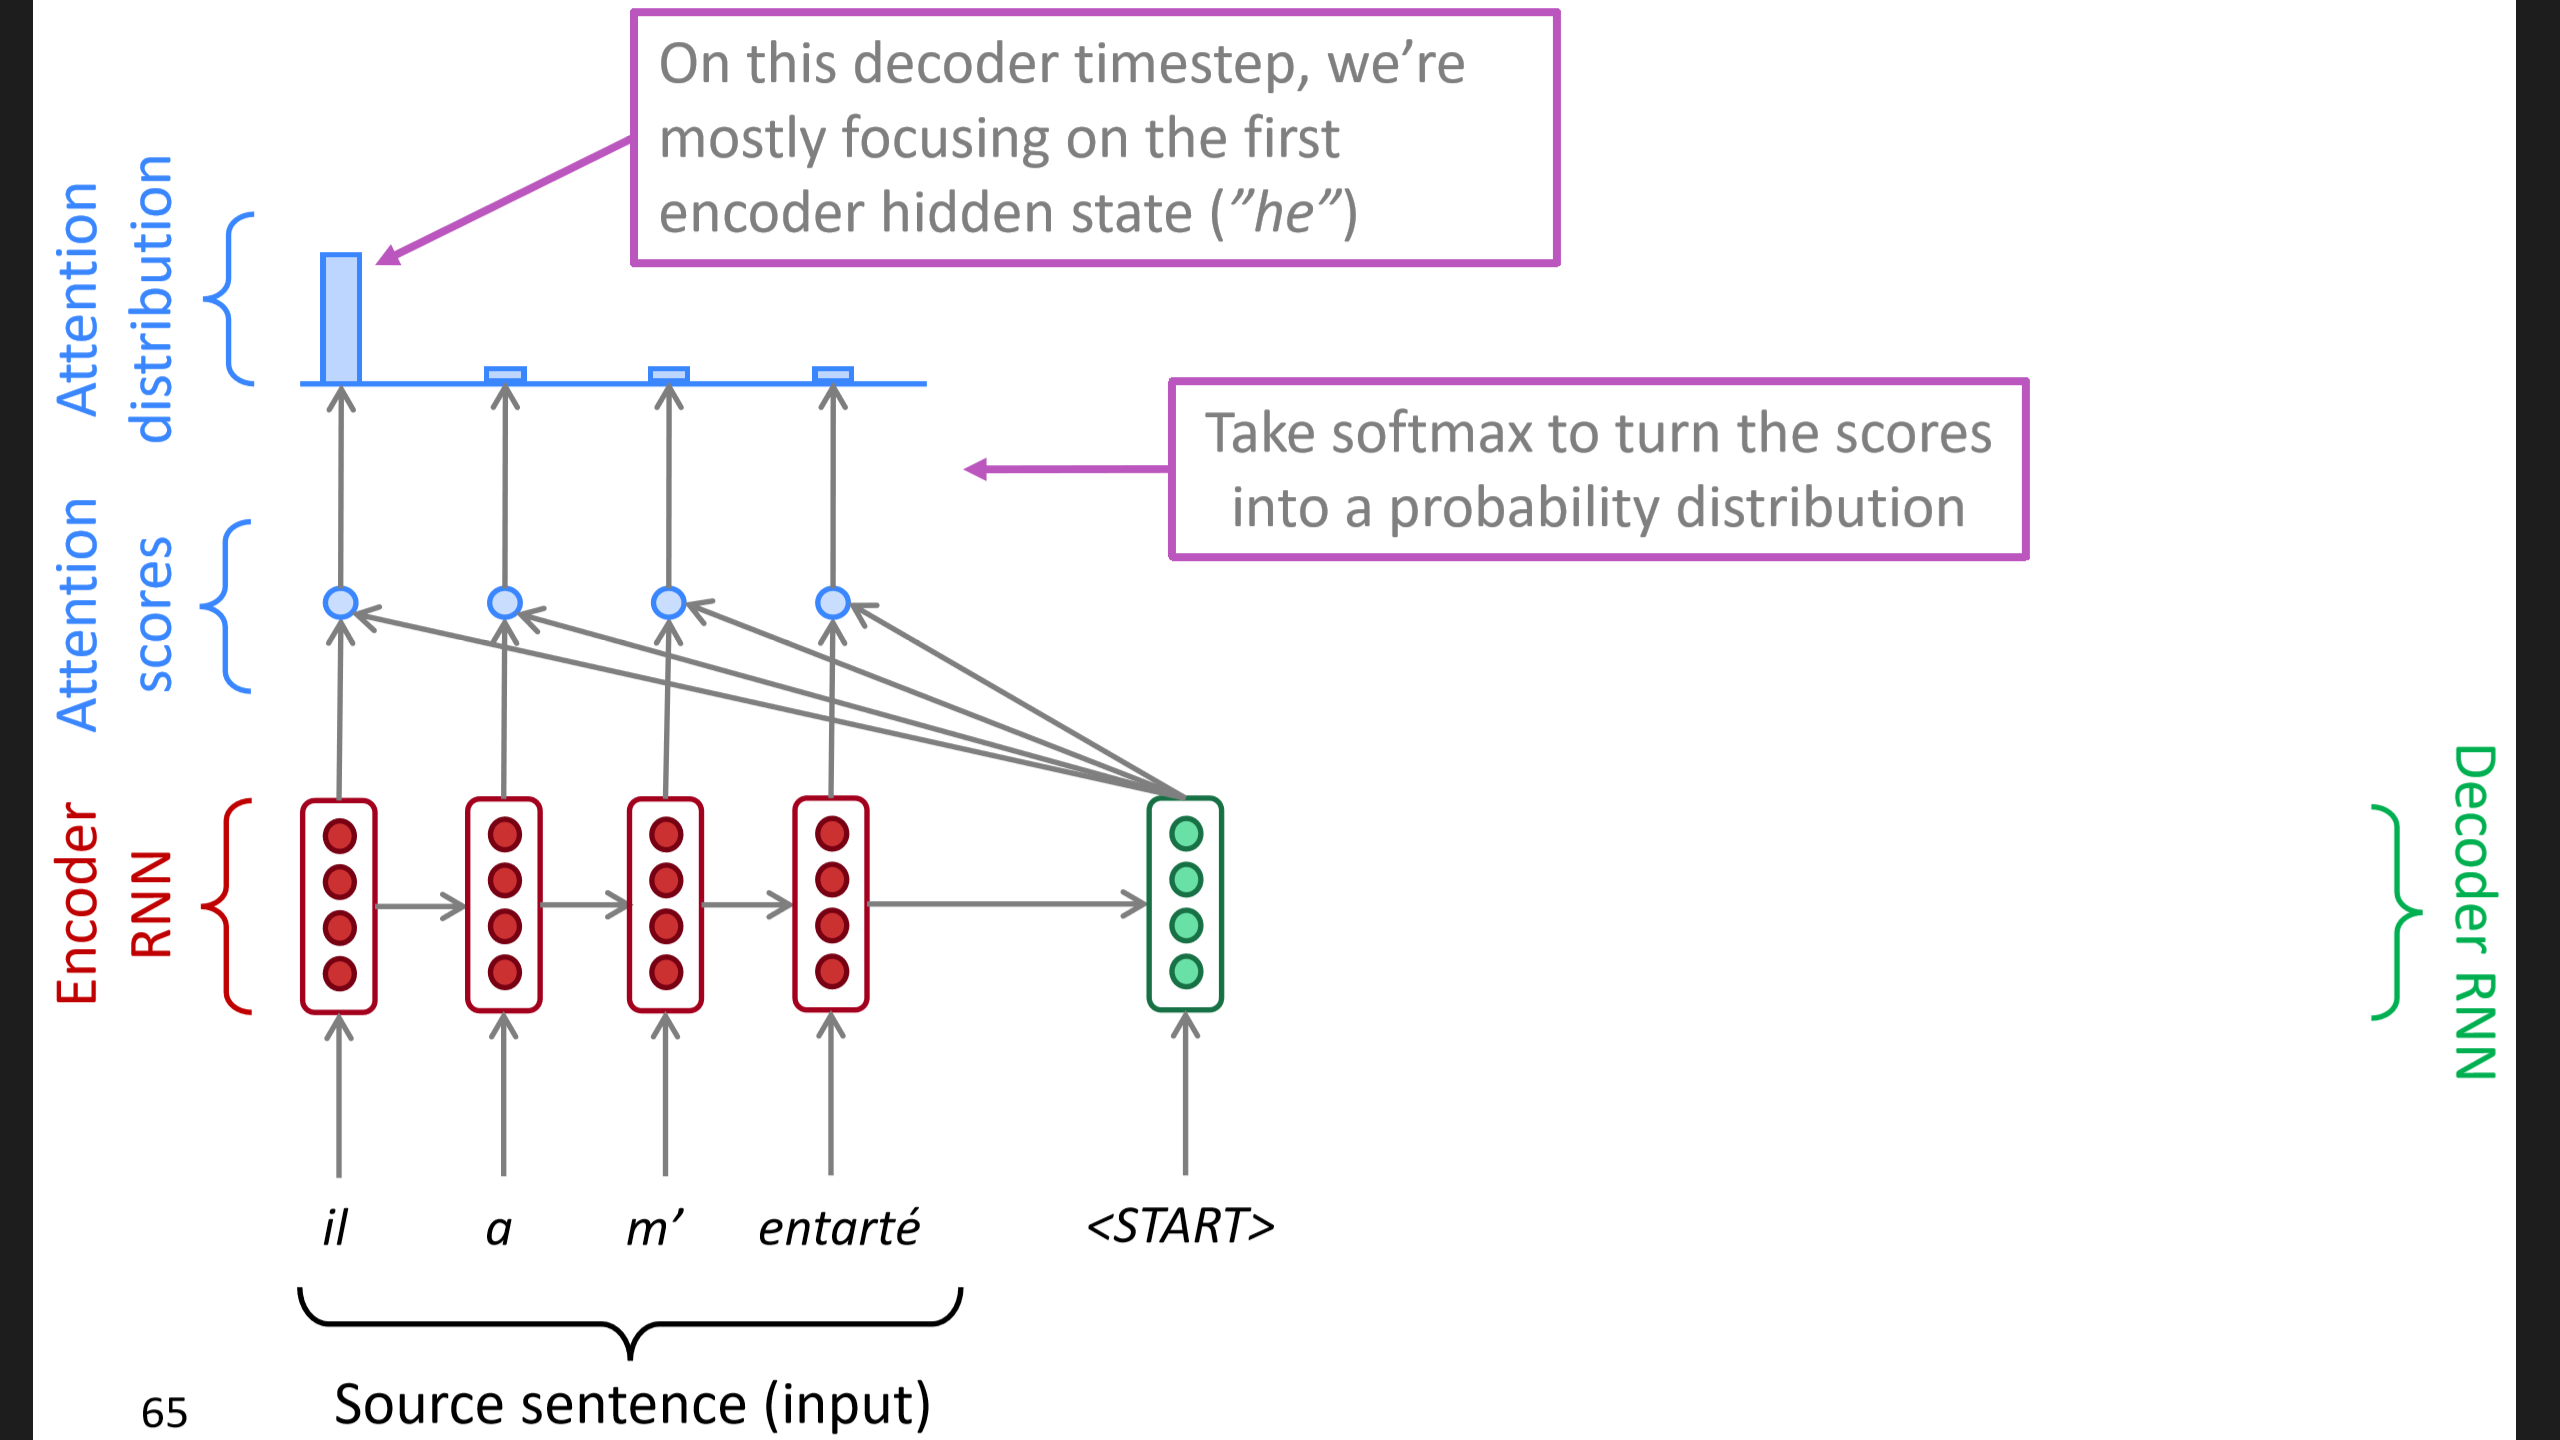 On this decoder timestep, we’re
mostly focusing on the first
encoder hidden state (”he”)
Attention
distribution
Take softmax to turn the scores
into a probability distribution
Attention
scores
Encoder
RNN
Decoder RNN
il a m’ entarté <START>
Source sentence (input)
65